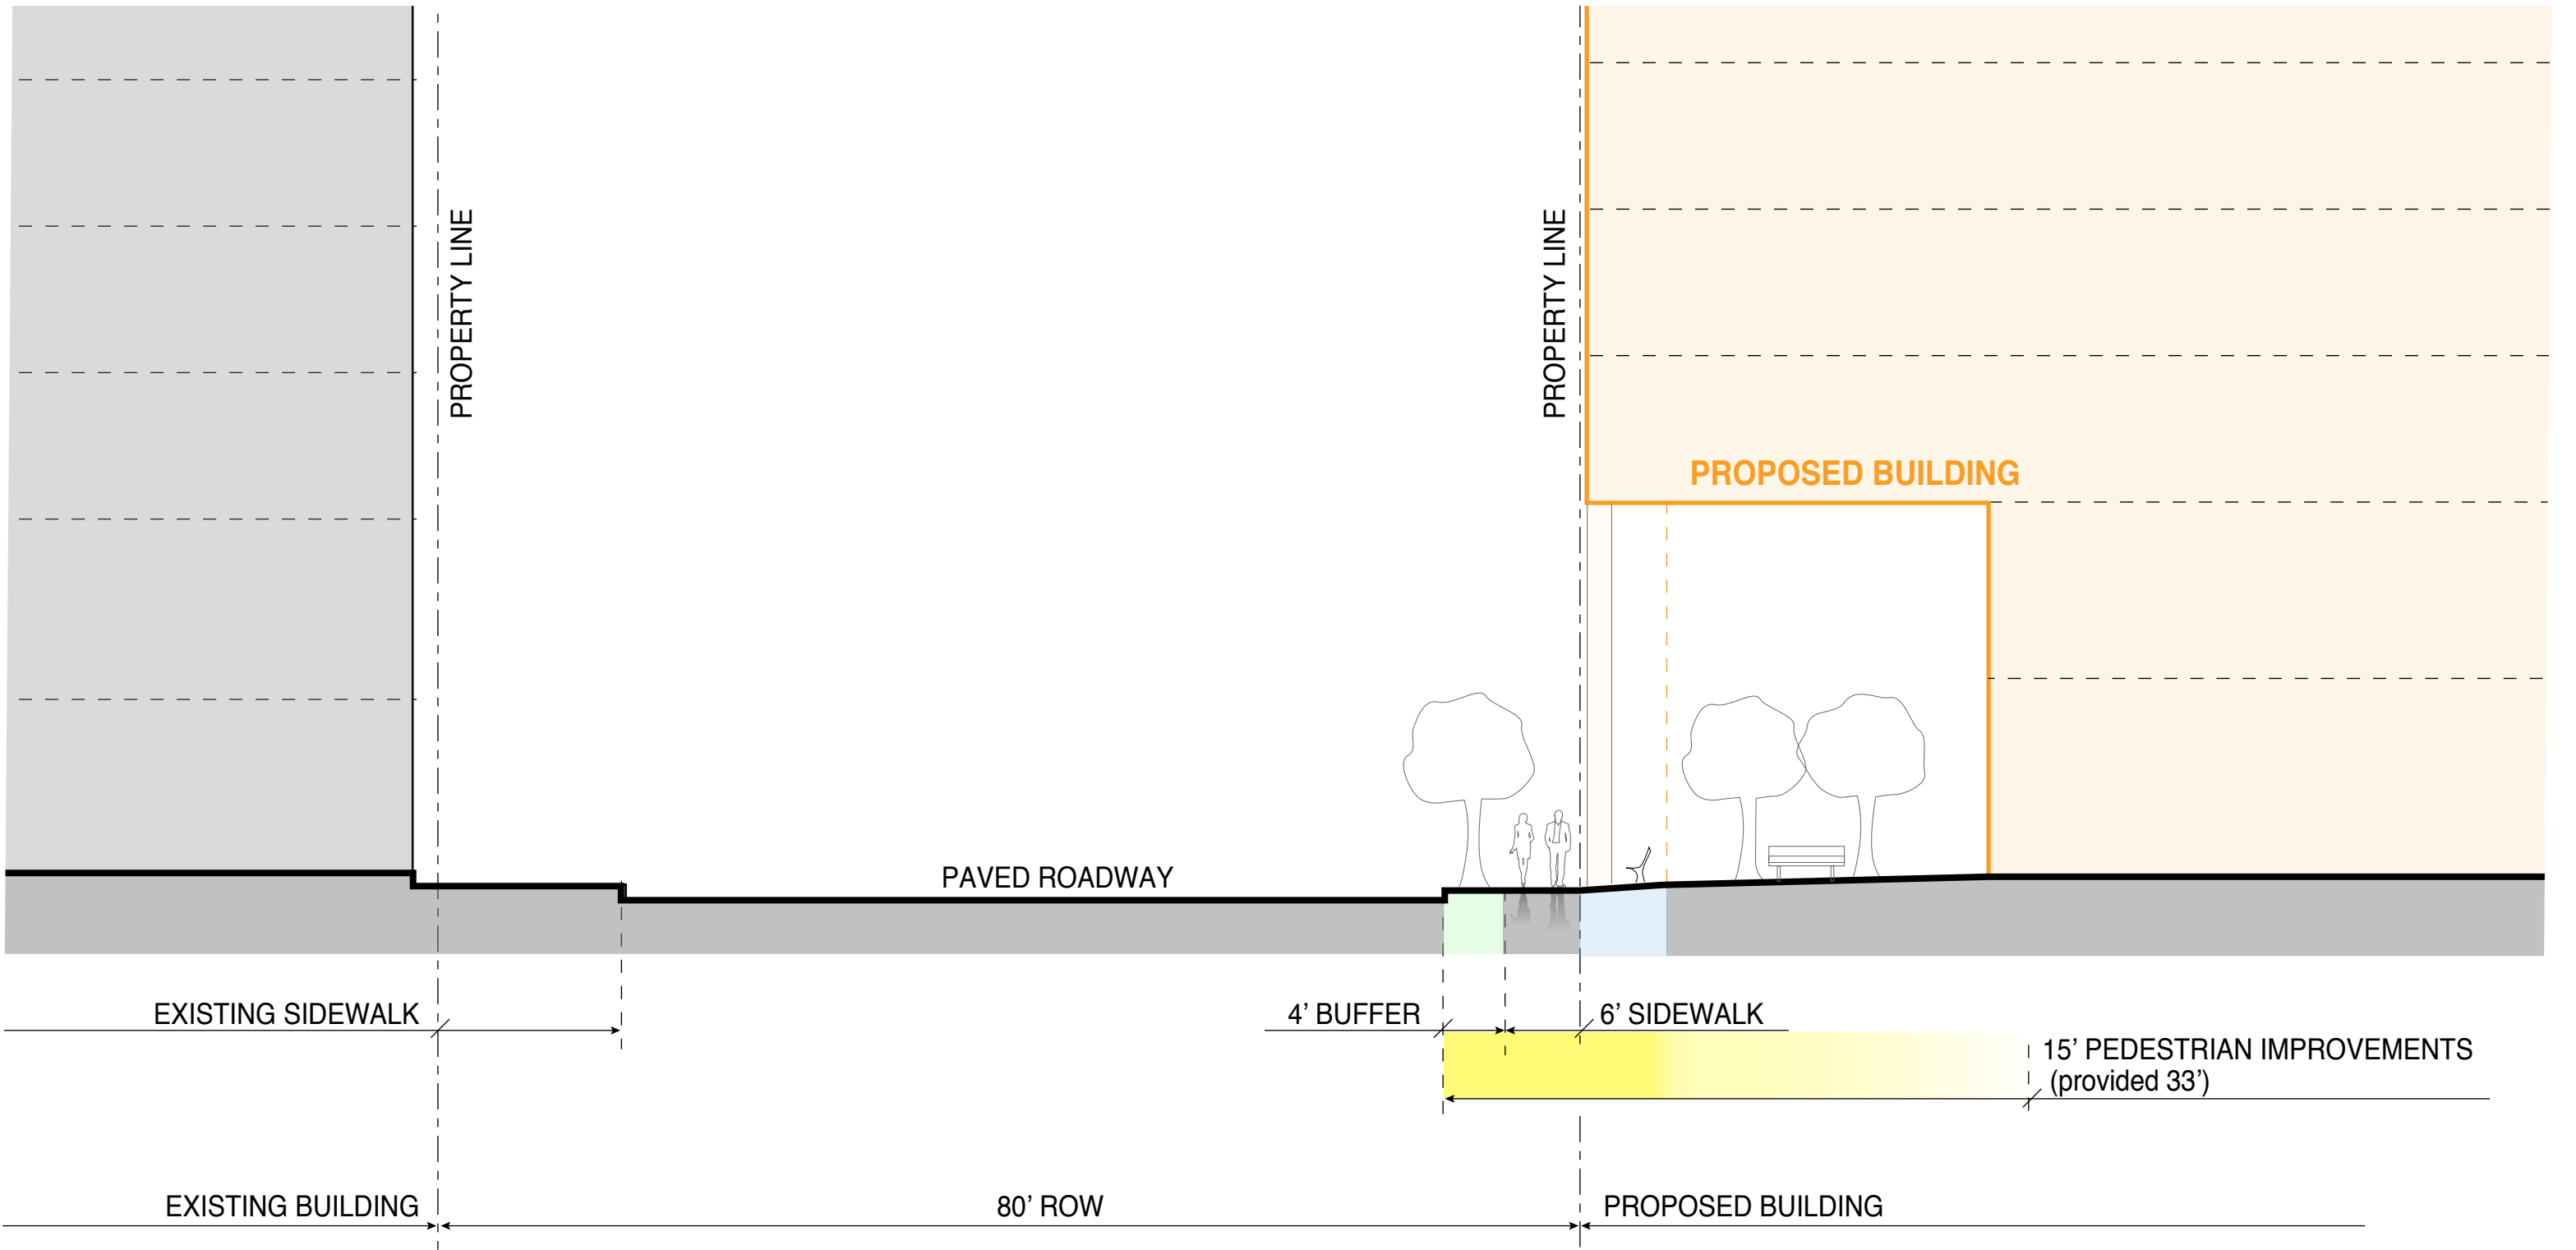 PROPERTY LINE
PROPERTY LINE
PROPOSED BUILDING
PAVED ROADWAY
EXISTING SIDEWALK
4’ BUFFER
6’ SIDEWALK
15’ PEDESTRIAN IMPROVEMENTS
(provided 33’)
EXISTING BUILDING
80’ ROW
PROPOSED BUILDING